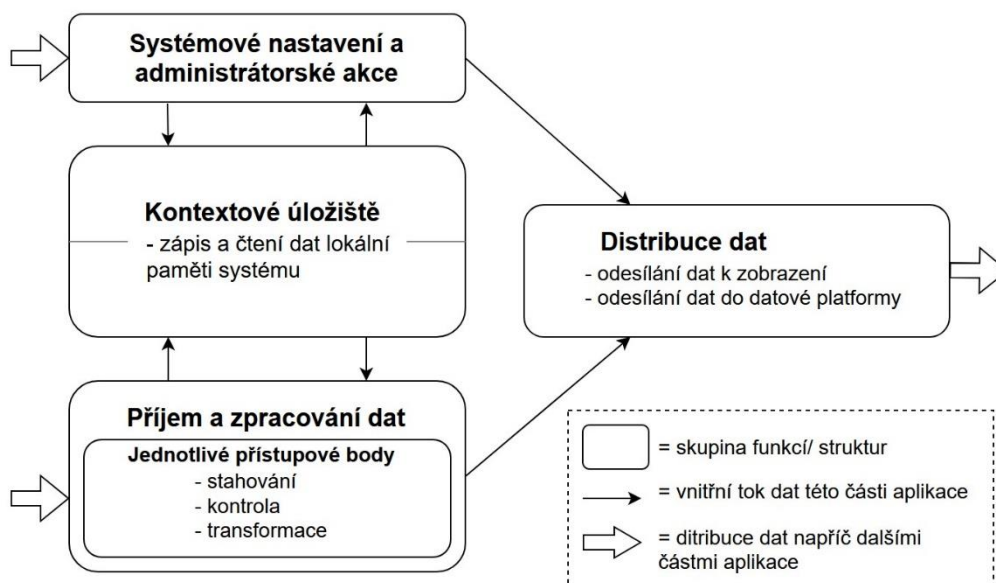 Systémové nastavení a
administrátorské akce
Kontextové úložiště
- zápis a čtení dat lokální
paměti systému
Distribuce dat
- odesílání dat k zobrazení
- odesílání dat do datové platformy
Příjem a zpracování dat
Jednotlivé přístupové body
- stahování
- kontrola
- transformace
= skupina funkcí/ struktur
= vnitřní tok dat této části aplikace
= ditribuce dat napříč dalšími
částmi aplikace